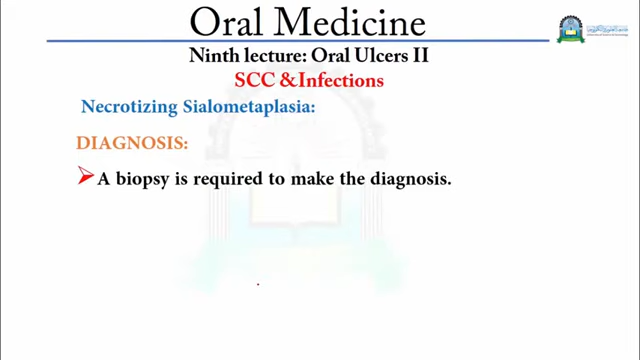 Oral Medicine
Ninth lecture: Oral Ulcers II
SCC &Infections
Necrotizing Sialometaplasia:
DIAGNOSIS:
A biopsy is required to make the diagnosis.